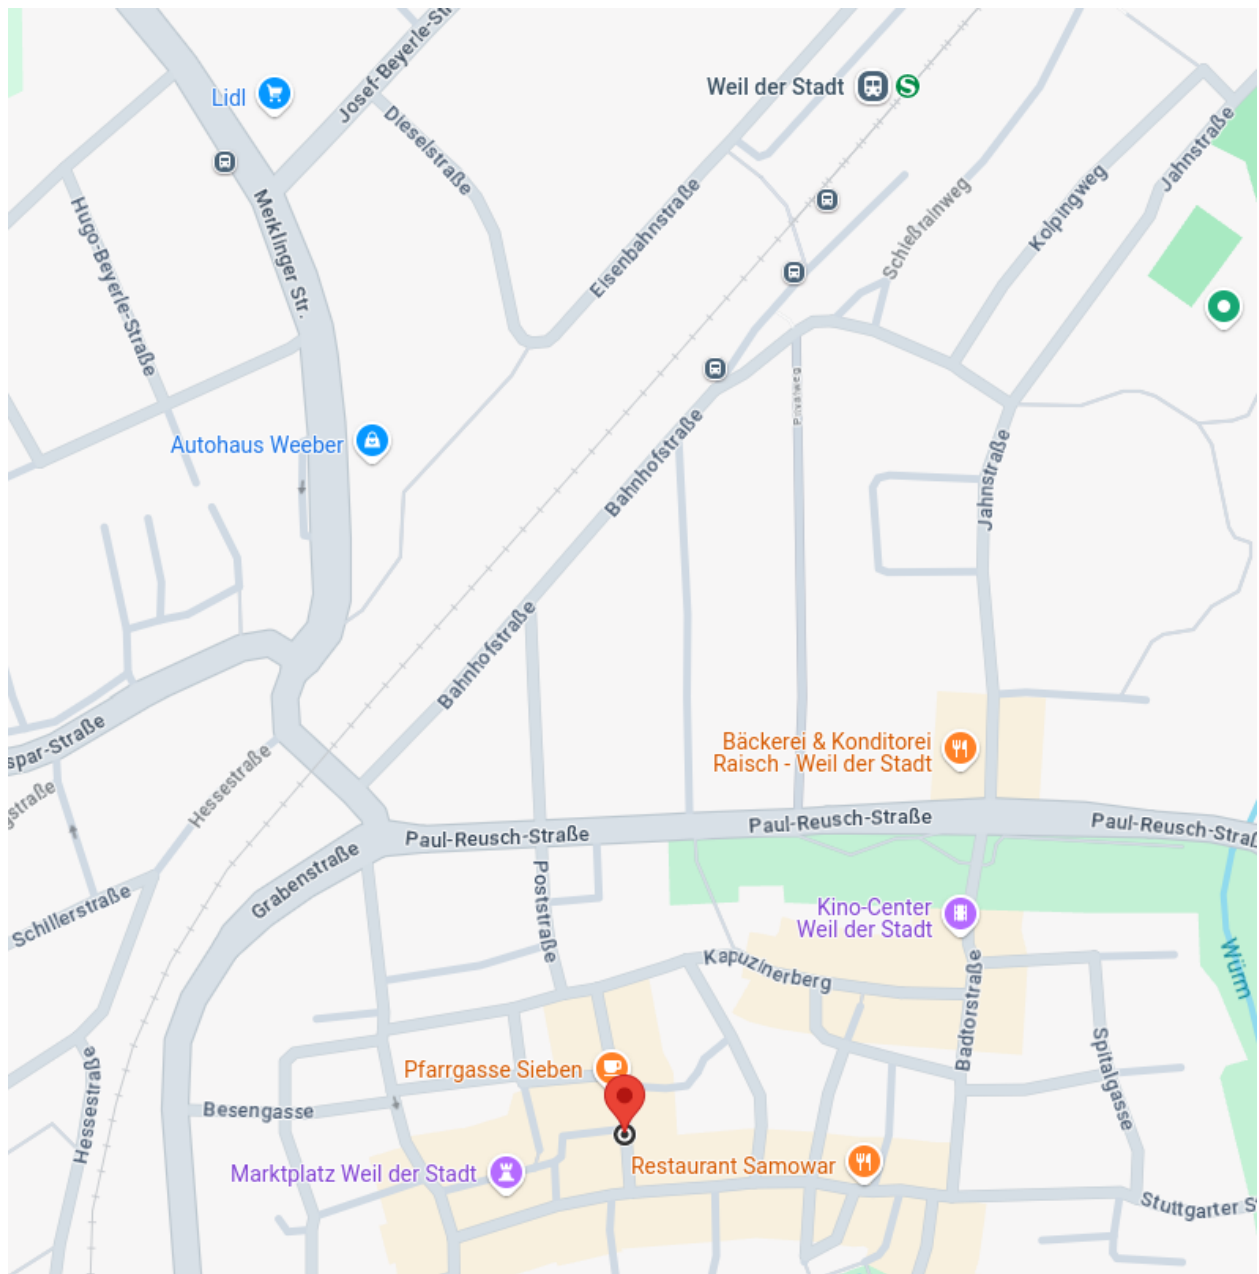 Josef-Beyerle-Str
Weil der Stadt
S
Lidl
Dieselstraße
Jahnstraße
Kolpingweg
Schießrainweg
Eisenbahnstraße
Merklinger Str.
Hugo-Beyerle-Straße
Privatweg
Autohaus Weeber
Bahnhofstraße
Jahnstraße
Bahnhofstraße
spar-Straße
Hessestraße
gstraße
Bäckerei & Konditorei
Raisch - Weil der Stadt
Paul-Reusch-Straße
Paul-Reusch-Straße
Paul-Reusch-Straß
Grabenstraße
Schillerstraße
Poststraße
Kino-Center
Weil der Stadt
Kapuzinerberg
Würm
Badtorstraße
Spitalgasse
Pfarrgasse Sieben
Besengasse
Hessestraße
Marktplatz Weil der Stadt
Restaurant Samowar
Stuttgarter S